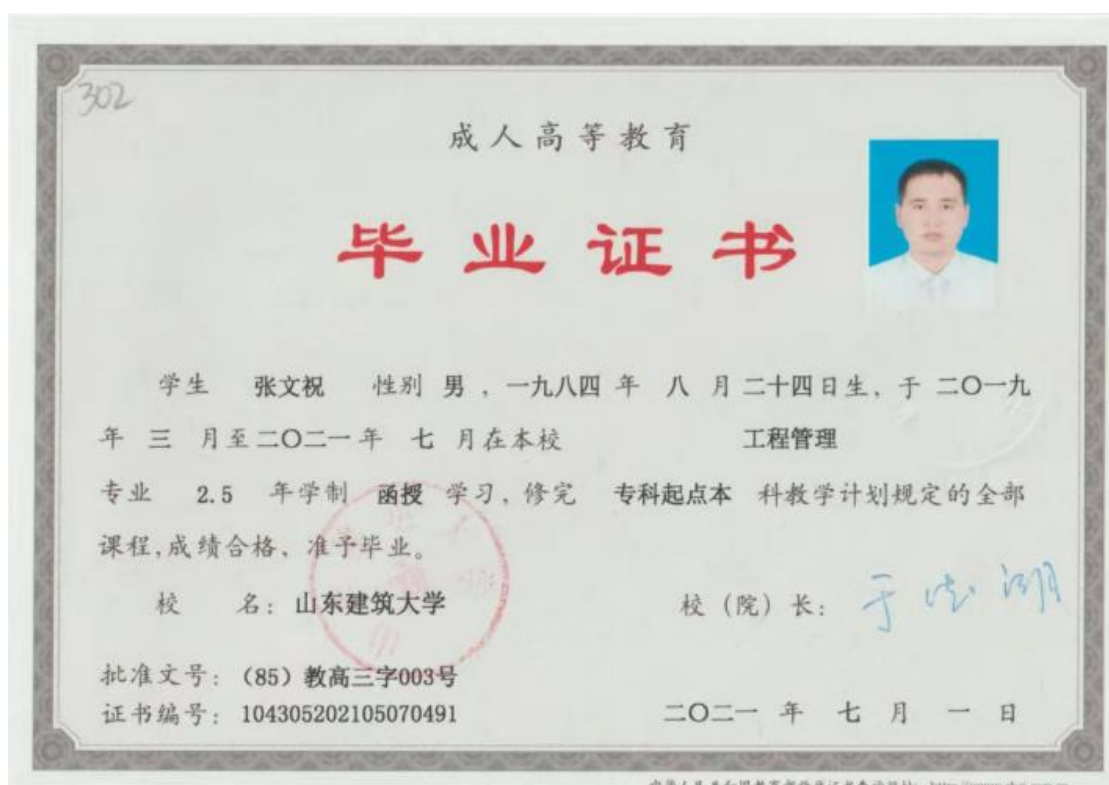 302
成人高等教育
毕业证书
学生 张文祝 性别 男，一九八四 年 八 月 二十四日生，于 二〇一九
年 三 月至二〇二一年 七 月在本校 工程管理
专业 2.5 年学制 函授 学习，修完 专科起点本 科教学计划规定的全部
课程，成绩合格、准予毕业。
校 名：山东建筑大学 校（院）长：
批准文号：（85）教高三字003号
证书编号：104305202105070491 二〇二一 年 七 月 一 日